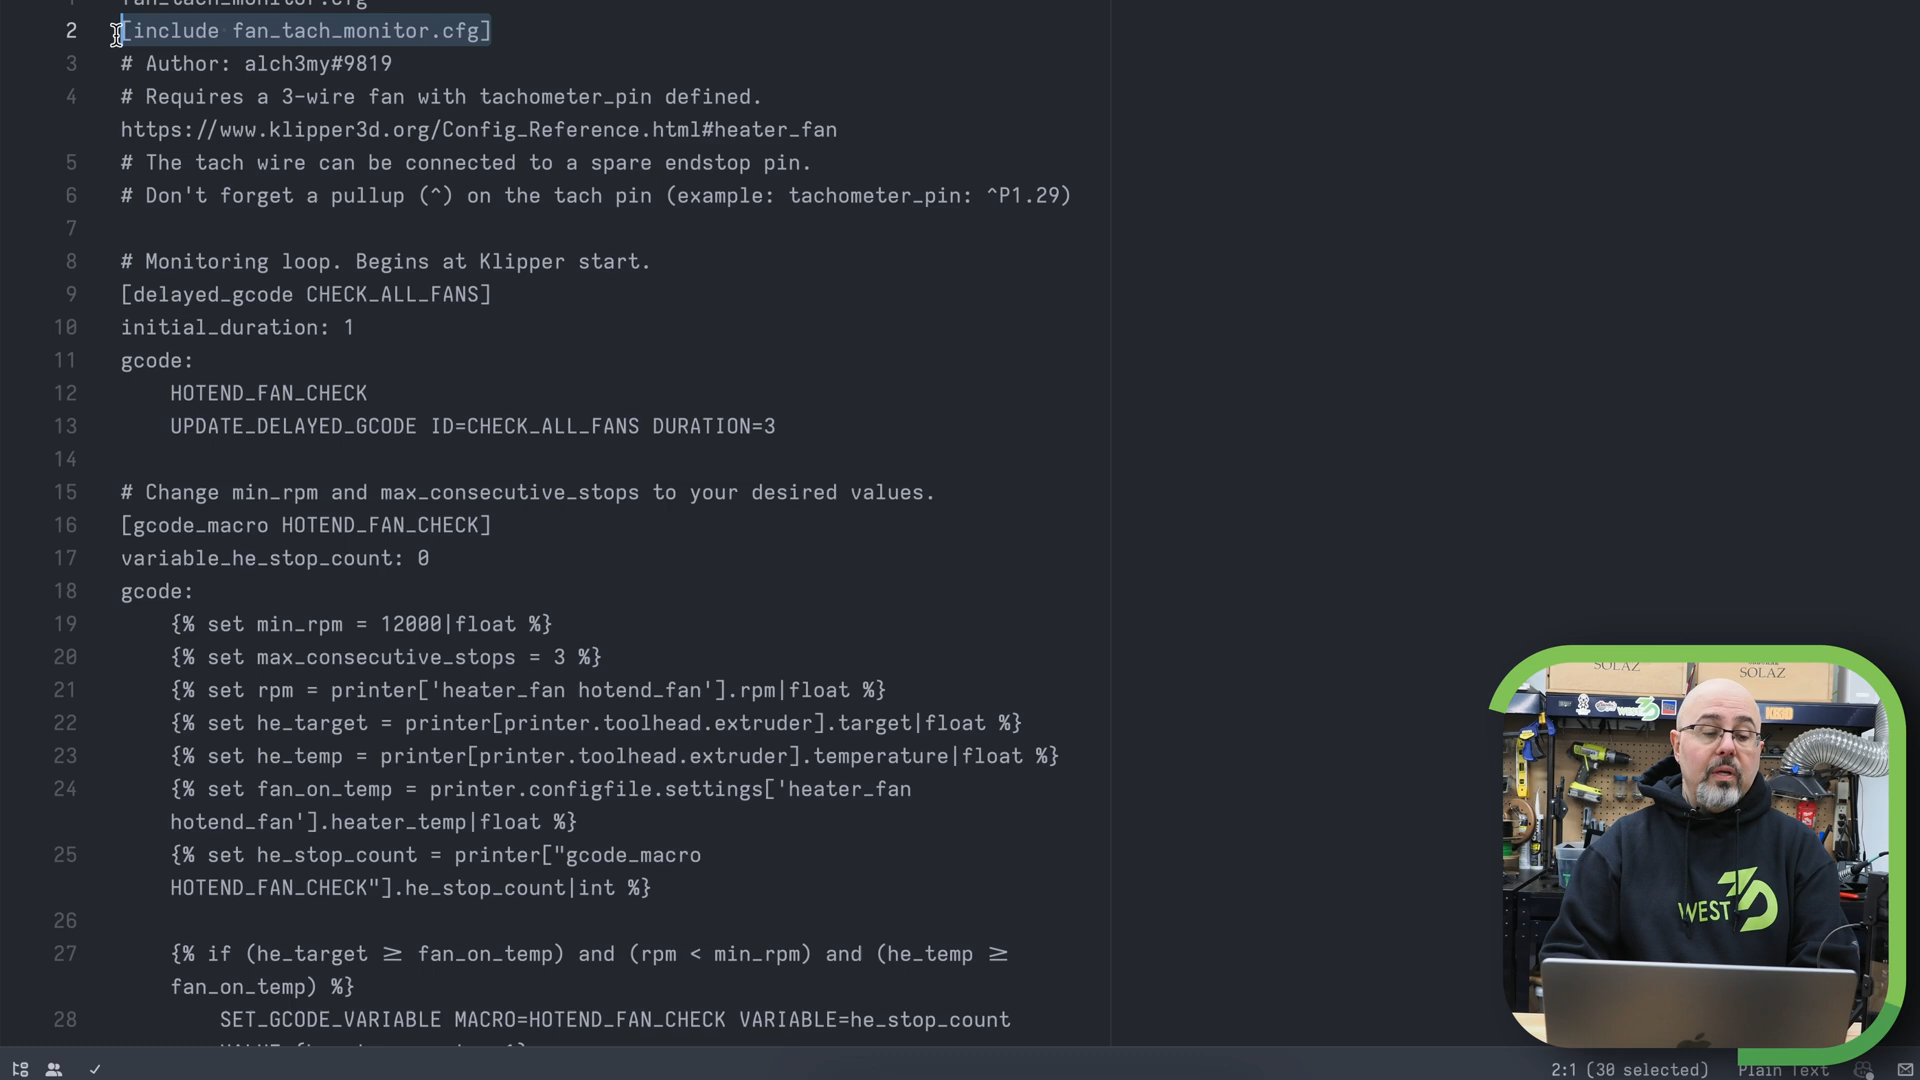 1 fan_tach_monitor.cfg
2 [include fan_tach_monitor.cfg]
3 # Author: alch3my#9819
4 # Requires a 3-wire fan with tachometer_pin defined.
https://www.klipper3d.org/Config_Reference.html#heater_fan
5 # The tach wire can be connected to a spare endstop pin.
6 # Don't forget a pullup (^) on the tach pin (example: tachometer_pin: ^P1.29)
7
8 # Monitoring loop. Begins at Klipper start.
9 [delayed_gcode CHECK_ALL_FANS]
10 initial_duration: 1
11 gcode:
12 HOTEND_FAN_CHECK
13 UPDATE_DELAYED_GCODE ID=CHECK_ALL_FANS DURATION=3
14
15 # Change min_rpm and max_consecutive_stops to your desired values.
16 [gcode_macro HOTEND_FAN_CHECK]
17 variable_he_stop_count: 0
18 gcode:
19 {% set min_rpm = 12000|float %}
20 {% set max_consecutive_stops = 3 %}
21 {% set rpm = printer['heater_fan hotend_fan'].rpm|float %}
22 {% set he_target = printer[printer.toolhead.extruder].target|float %}
23 {% set he_temp = printer[printer.toolhead.extruder].temperature|float %}
24 {% set fan_on_temp = printer.configfile.settings['heater_fan
hotend_fan'].heater_temp|float %}
25 {% set he_stop_count = printer["gcode_macro
HOTEND_FAN_CHECK"].he_stop_count|int %}
26
27 {% if (he_target ≥ fan_on_temp) and (rpm < min_rpm) and (he_temp ≥
fan_on_temp) %}
28 SET_GCODE_VARIABLE MACRO=HOTEND_FAN_CHECK VARIABLE=he_stop_count
SOLAZ
SOLAZ
WEST3D
KB3D
WEST 3D
2:1 (30 selected)
Plain Text